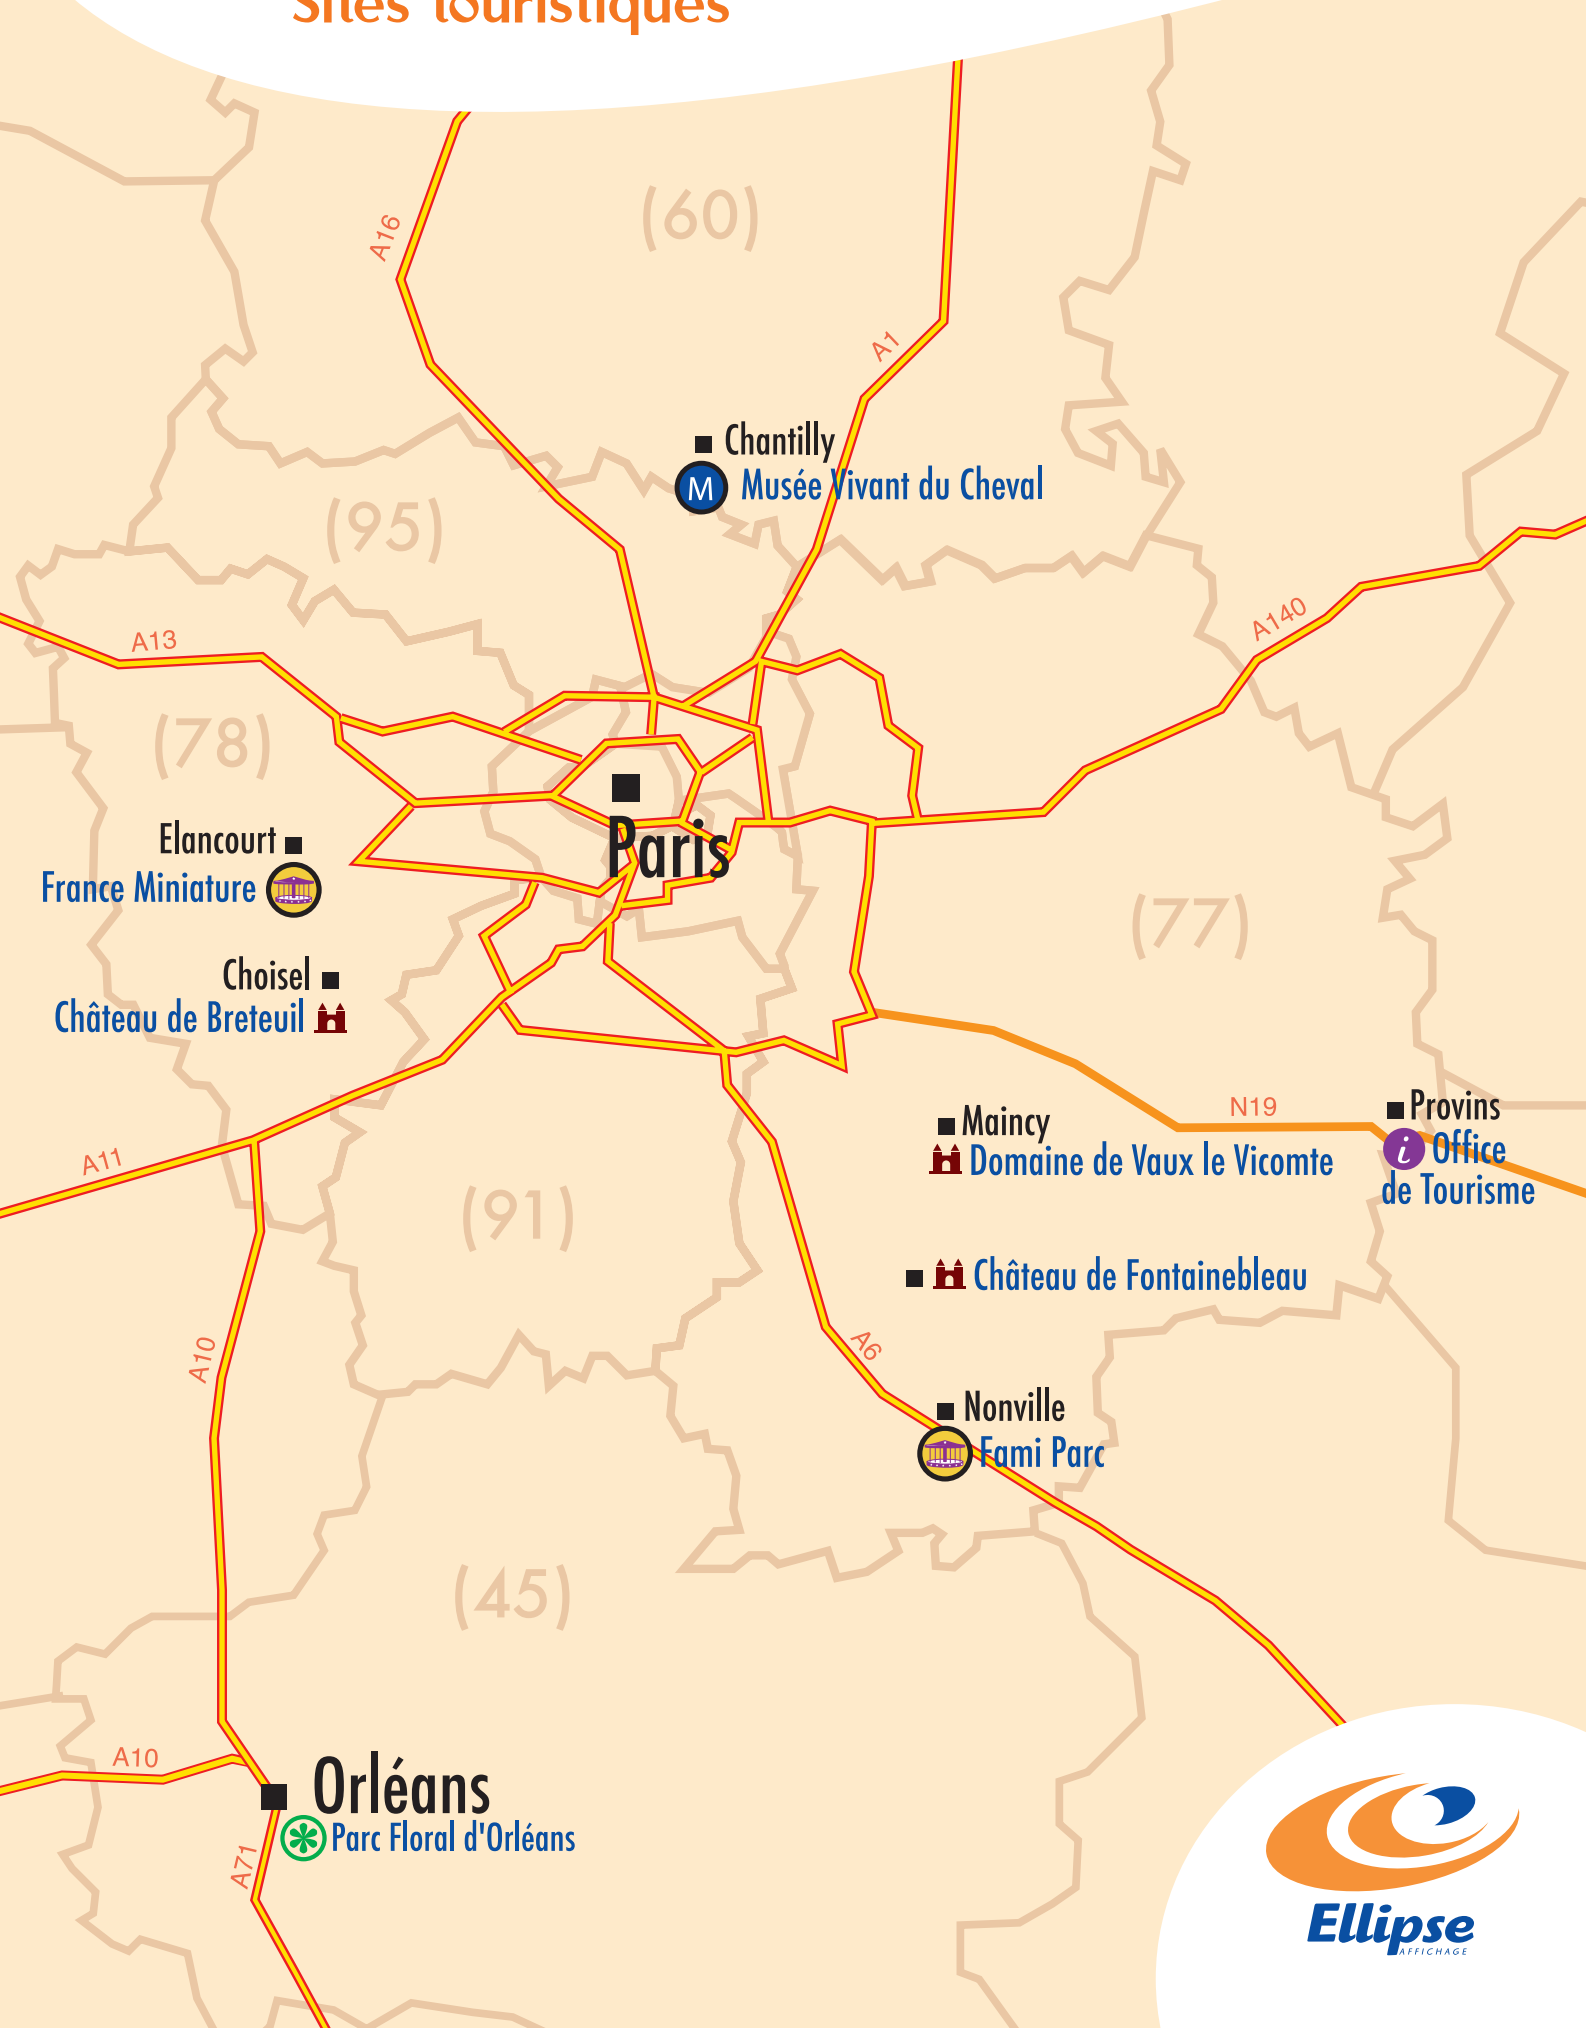 Sites touristiques
(60)
A16
A1
Chantilly
M Musée Vivant du Cheval
(95)
A140
A13
(78)
Paris
Elancourt
France Miniature
(77)
Choisel
Château de Breteuil
Maincy
Domaine de Vaux le Vicomte
N19
Provins
i Office
de Tourisme
A11
(91)
Château de Fontainebleau
A10
A6
Nonville
Fami Parc
(45)
A10
Orléans
Parc Floral d'Orléans
A71
Ellipse
AFFICHAGE